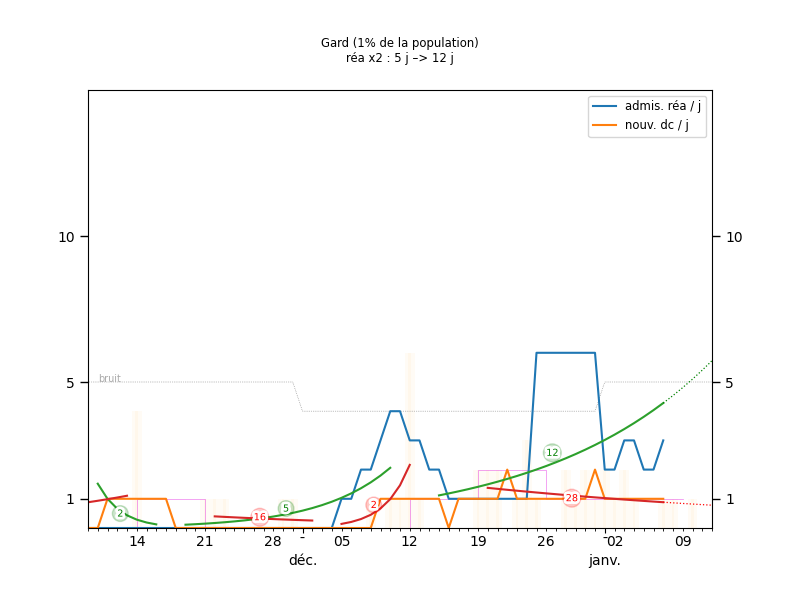 Gard (1% de la population)
réa x2 : 5 j –> 12 j
admis. réa / j
nouv. dc / j
10 10
bruit
5 5
12
2 16 5 2 28
1 1
14 21 28 - 05 12 19 26 -02 09
déc. janv.